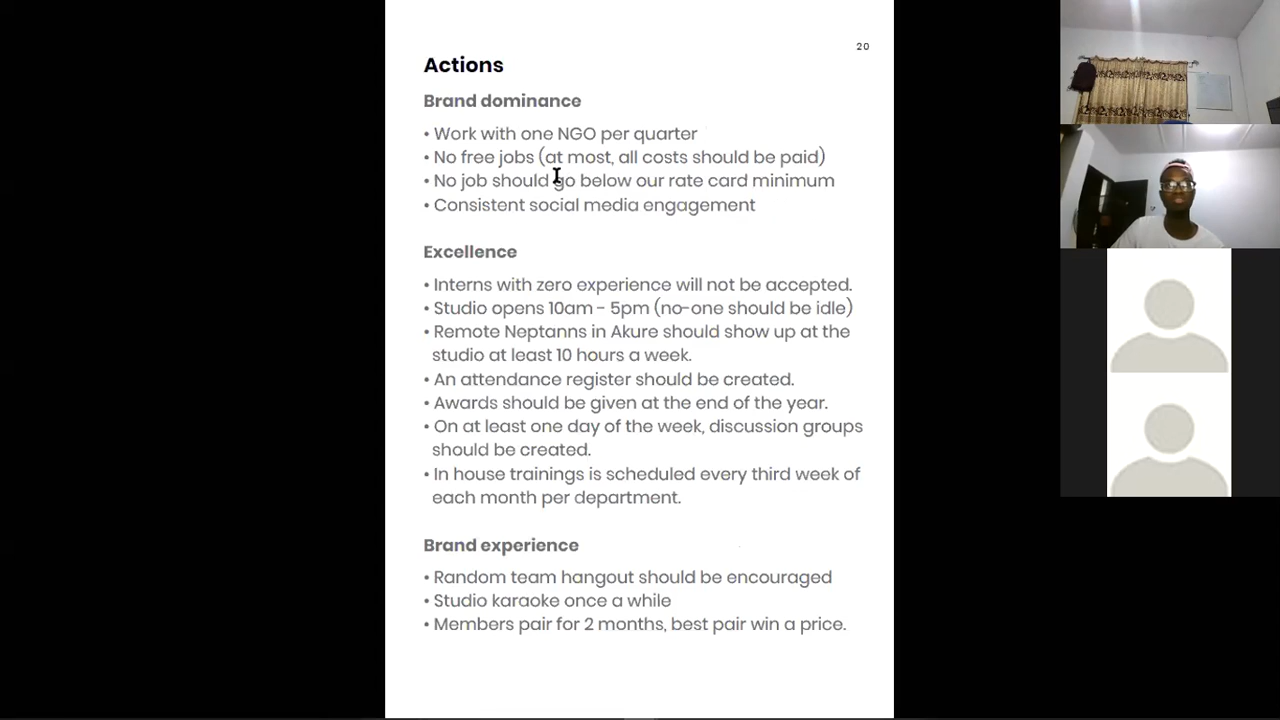 20
Actions
Brand dominance
• Work with one NGO per quarter
• No free jobs (at most, all costs should be paid)
• No job should go below our rate card minimum
• Consistent social media engagement
Excellence
• Interns with zero experience will not be accepted.
• Studio opens 10am - 5pm (no-one should be idle)
• Remote Neptanns in Akure should show up at the
studio at least 10 hours a week.
• An attendance register should be created.
• Awards should be given at the end of the year.
• On at least one day of the week, discussion groups
should be created.
• In house trainings is scheduled every third week of
each month per department.
Brand experience
• Random team hangout should be encouraged
• Studio karaoke once a while
• Members pair for 2 months, best pair win a price.